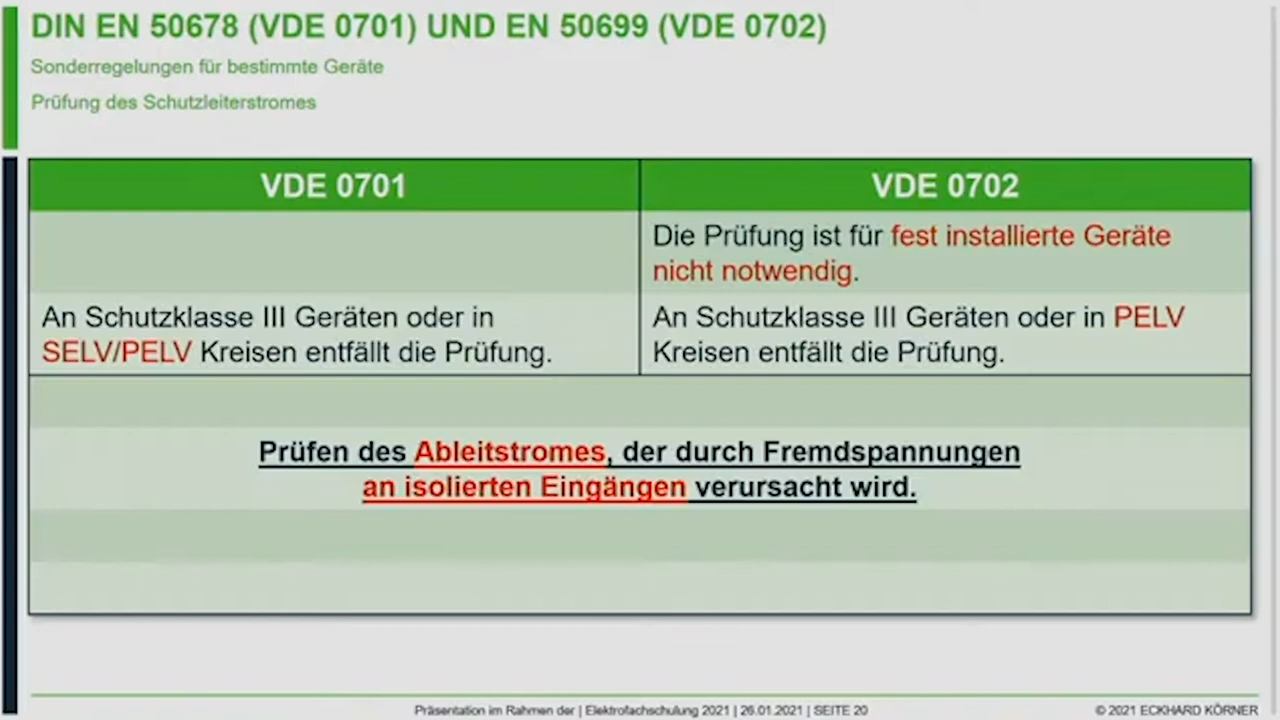 DIN EN 50678 (VDE 0701) UND EN 50699 (VDE 0702)
Sonderregelungen für bestimmte Geräte
Prüfung des Schutzleiterstromes
VDE 0701
VDE 0702
Die Prüfung ist für fest installierte Geräte
nicht notwendig.
An Schutzklasse III Geräten oder in
SELV/PELV Kreisen entfällt die Prüfung.
An Schutzklasse III Geräten oder in PELV
Kreisen entfällt die Prüfung.
Prüfen des Ableitstromes, der durch Fremdspannungen
an isolierten Eingängen verursacht wird.
Präsentation im Rahmen der | Elektrofachschulung 2021 | 26.01.2021 | SEITE 20
© 2021 ECKHARD KÖRNER